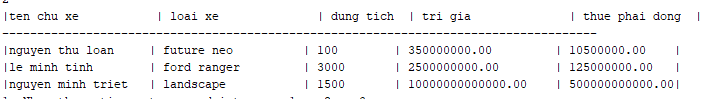 |ten chu xe | loai xe | dung tich | tri gia | thue phai dong |
|nguyen thu loan | future neo | 100 | 350000000.00 | 10500000.00 |
|le minh tinh | ford ranger | 3000 | 2500000000.00 | 125000000.00 |
|nguyen minh triet | landscape | 1500 | 10000000000000.00 | 500000000000.00|